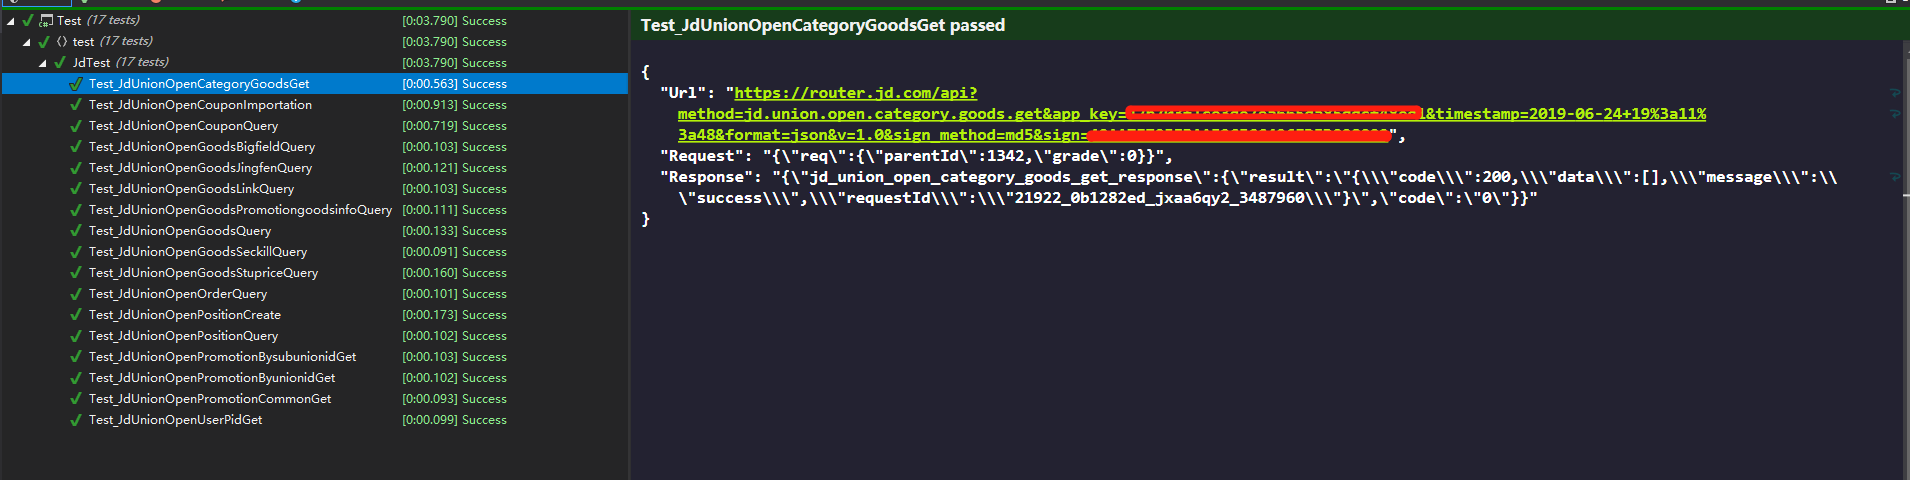 Test (17 tests) [0:03.790] Success
test (17 tests) [0:03.790] Success
JdTest (17 tests) [0:03.790] Success
Test_JdUnionOpenCategoryGoodsGet [0:00.563] Success
Test_JdUnionOpenCouponImportation [0:00.913] Success
Test_JdUnionOpenCouponQuery [0:00.719] Success
Test_JdUnionOpenGoodsBigfieldQuery [0:00.103] Success
Test_JdUnionOpenGoodsJingfenQuery [0:00.121] Success
Test_JdUnionOpenGoodsLinkQuery [0:00.103] Success
Test_JdUnionOpenGoodsPromotiongoodsinfoQuery [0:00.111] Success
Test_JdUnionOpenGoodsQuery [0:00.133] Success
Test_JdUnionOpenGoodsSeckillQuery [0:00.091] Success
Test_JdUnionOpenGoodsStupriceQuery [0:00.160] Success
Test_JdUnionOpenOrderQuery [0:00.101] Success
Test_JdUnionOpenPositionCreate [0:00.173] Success
Test_JdUnionOpenPositionQuery [0:00.102] Success
Test_JdUnionOpenPromotionBysubunionidGet [0:00.103] Success
Test_JdUnionOpenPromotionByunionidGet [0:00.102] Success
Test_JdUnionOpenPromotionCommonGet [0:00.093] Success
Test_JdUnionOpenUserPidGet [0:00.099] Success
Test_JdUnionOpenCategoryGoodsGet passed
{
"Url": "https://router.jd.com/api?
method=jd.union.open.category.goods.get&app_key= &timestamp=2019-06-24+19%3a11%
3a48&format=json&v=1.0&sign_method=md5&sign= ",
"Request": "{\"req\":{\"parentId\":1342,\"grade\":0}}",
"Response": "{\"jd_union_open_category_goods_get_response\":{\"result\":\"{\\\"code\\\":200,\\\"data\\\":[],\\\"message\\\":\\
\"success\\\",\\\"requestId\\\":\\\"21922_0b1282ed_jxaa6qy2_3487960\\\"}\",\"code\":\"0\"}}"
}